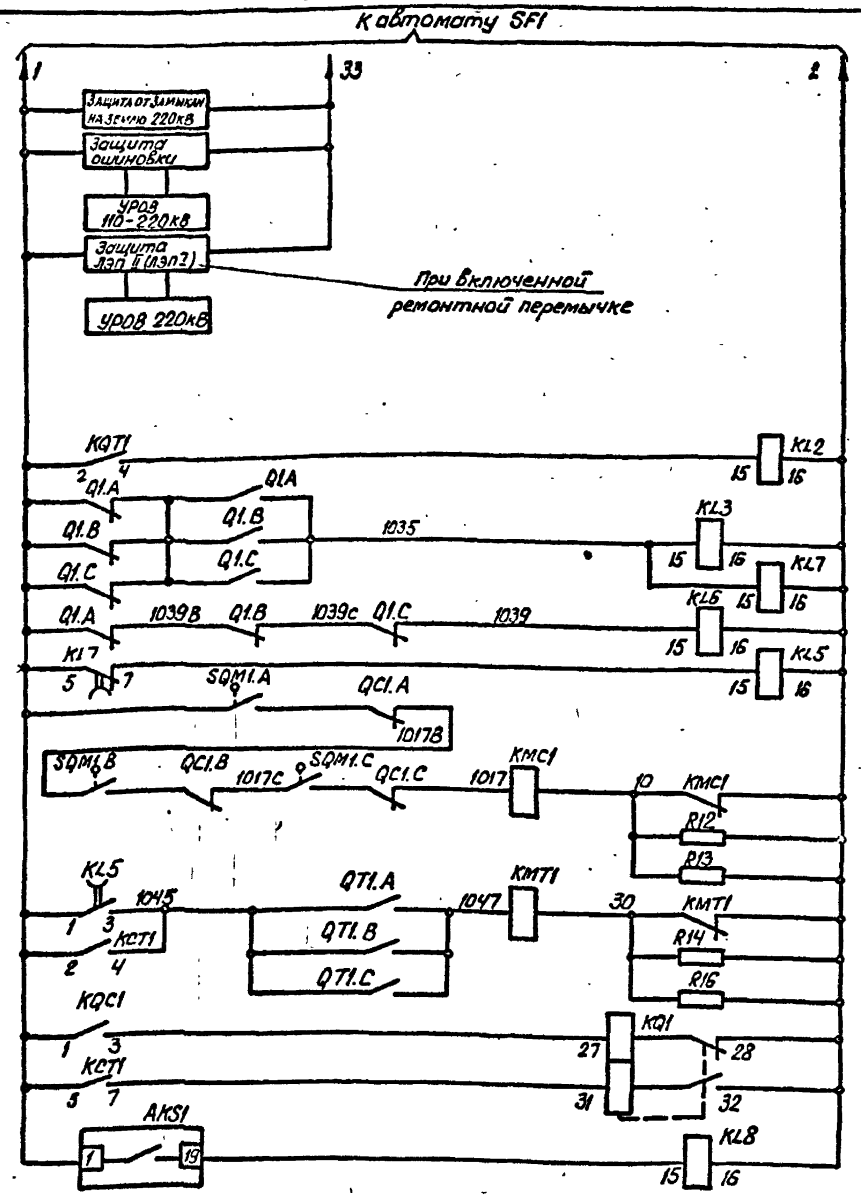 К автомату SF1
1 33 2
Защита от замыкан
на землю 220кВ
Защита
ошиновки
УРОВ
110-220кВ
Защита
ЛЭП II (ЛЭП I)
УРОВ 220кВ
При включенной
ремонтной перемычке
KQT1 KL2
2 4 15 16
Q1.A Q1.A
Q1.B Q1.B 1035 KL3
15 16
Q1.C Q1.C KL7
15 16
Q1.A 1039В Q1.B 1039С Q1.C 1039 KL6
15 16
KL7 KL5
5 7 15 16
SQM1.A QC1.A
1017В
SQM1.B QC1.B 1017С SQM1.C QC1.C 1017 KMC1 10 KMC1
R12
R13
KL5 1045 QT1.A 1047 KMT1 30 KMT1
1 3
KCT1 QT1.B R14
2 4
QT1.C R16
KQC1 KQ1
1 3 27 28
KCT1
5 7 31 32
AKS1 KL8
1 19 15 16